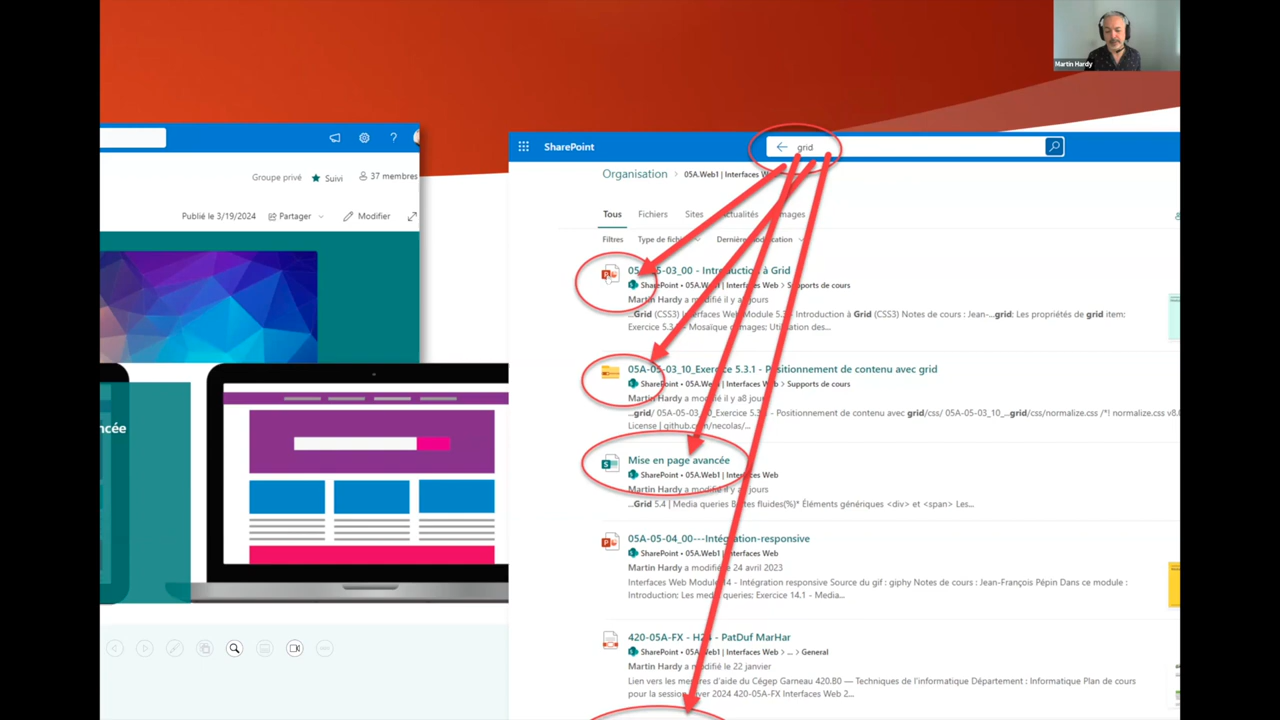 Martin Hardy
Groupe privé
Suivi
37 membres
Publié le 3/19/2024
Partager
Modifier
ncée
SharePoint
grid
Organisation > 05A.Web1 | Interfaces
Tous
Fichiers
Sites
Filtres
Type de
Dernière
05A-05-03_00 - Introduction à Grid
SharePoint • 05A.Web1 | Interfaces Web > Supports de cours
Martin Hardy a modifié il y a jours
...Grid (CSS3) Interfaces Web Module 5.3 Introduction à Grid (CSS3) Notes de cours : Jean-...grid: Les propriétés de grid item;
Exercice 5.3. - Mosaïque d'images; Utilisation des...
05A-05-03_10_Exercice 5.3.1 - Positionnement de contenu avec grid
SharePoint • 05A.Web1 | Interfaces Web > Supports de cours
Martin Hardy a modifié il y a8 jours
...grid/ 05A-05-03_10_Exercice 5.3. - Positionnement de contenu avec grid/css/ 05A-05-03_10_...grid/css/normalize.css /*! normalize.css v8.0
License | github.com/necolas/...
Mise en page avancée
SharePoint • 05A.Web1 | Interfaces Web
Martin Hardy a modifié il y a jours
...Grid 5.4 | Media queries Boîtes fluides(%)* Éléments génériques <div> et <span> Les...
05A-05-04_00---Intégration-responsive
SharePoint • 05A.Web1 | Interfaces Web
Martin Hardy a modifié 24 avril 2023
Interfaces Web Module 14 - Intégration responsive Source du gif : giphy Notes de cours : Jean-François Pépin Dans ce module :
Introduction; Les media queries; Exercice 14.1 - Media...
420-05A-FX - H24 - PatDuf MarHar
SharePoint • 05A.Web1 | Interfaces Web > ... > General
Martin Hardy a modifié le 22 janvier
Lien vers les mesures d'aide du Cégep Garneau 420.B0 — Techniques de l'informatique Département : Informatique Plan de cours
pour la session hiver 2024 420-05A-FX Interfaces Web 2...